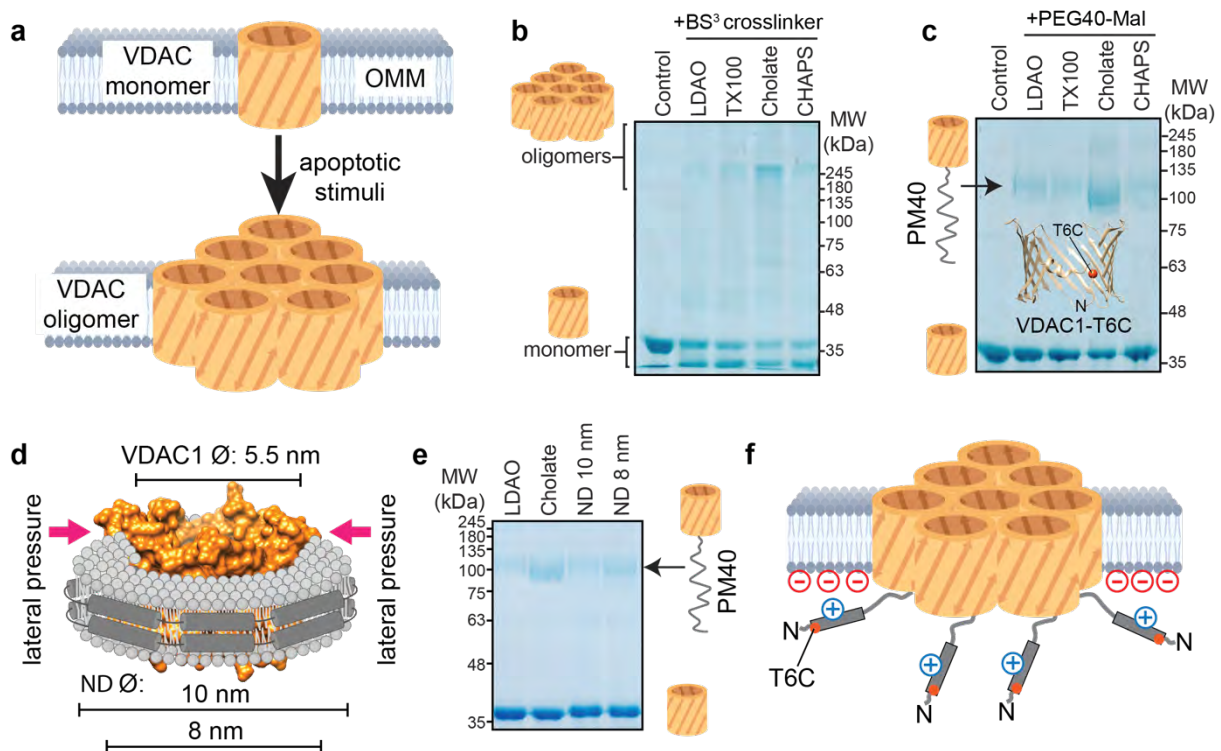 a
VDAC
monomer
OMM
apoptotic
stimuli
VDAC
oligomer
b
+BS³ crosslinker
Control
LDAO
TX100
Cholate
CHAPS
MW
(kDa)
oligomers
245
180
135
100
75
63
48
35
monomer
c
+PEG40-Mal
Control
LDAO
TX100
Cholate
CHAPS
MW
(kDa)
245
180
135
100
75
63
48
35
PM40
T6C
N
VDAC1-T6C
d
VDAC1 Ø: 5.5 nm
lateral pressure
lateral pressure
ND Ø:
10 nm
8 nm
e
LDAO
Cholate
ND 10 nm
ND 8 nm
MW
(kDa)
245
180
135
100
75
63
48
35
PM40
f
N
T6C
N
N
N